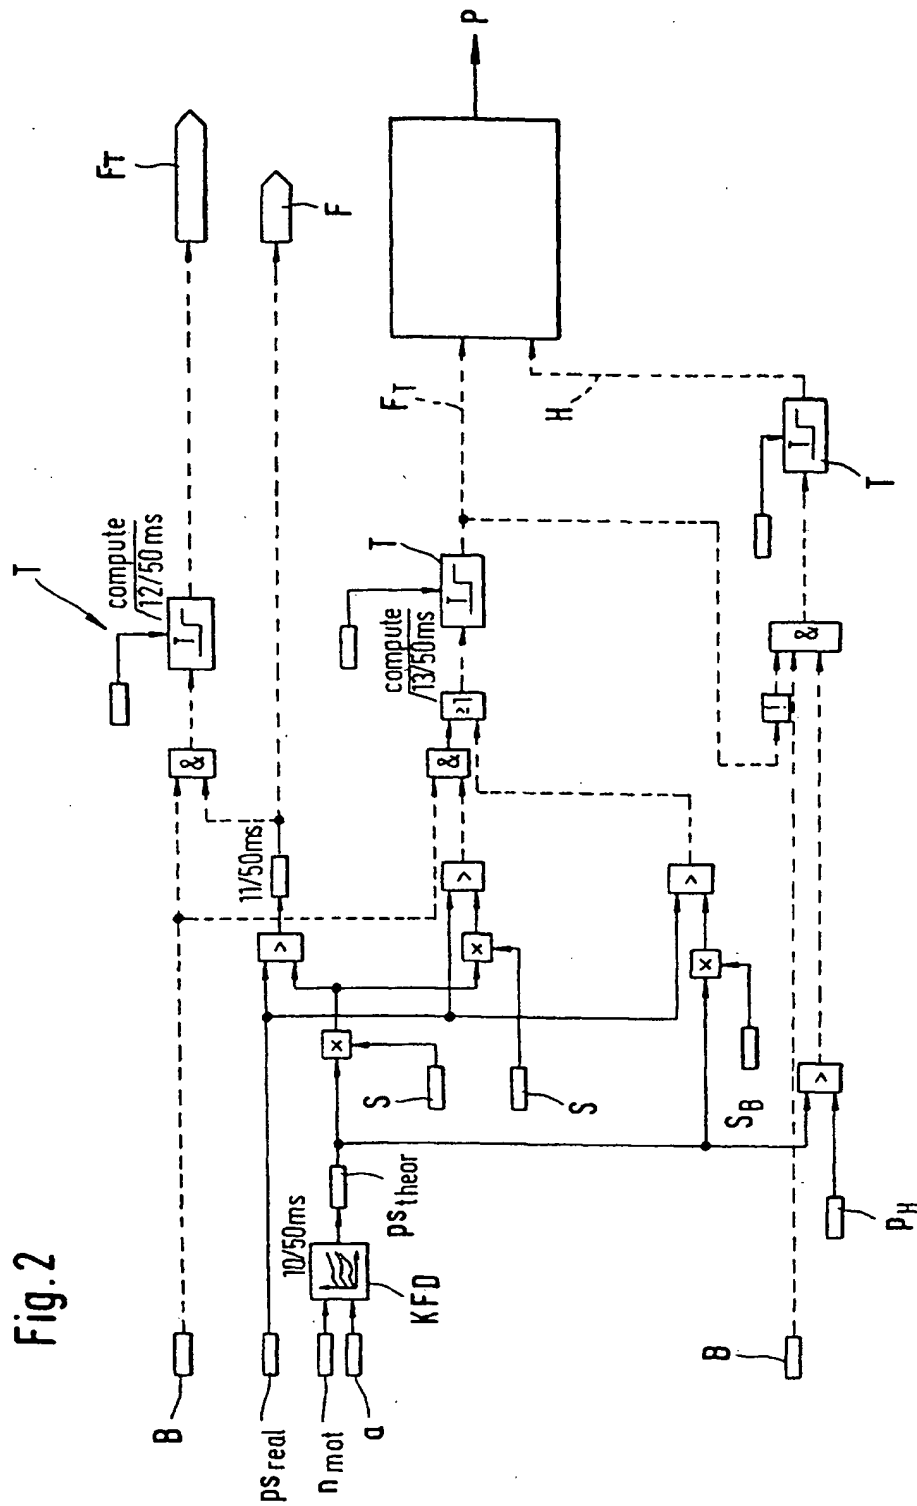 Fig.2
B
ps real
n mot
a
10/50ms
KFD
ps theor
S
S
S B
B
P H
x
x
x
>
>
>
>
11/50ms
&
&
≥1
!
&
T
compute
12/50ms
compute
13/50ms
T
T
F T
F
F T
H
P